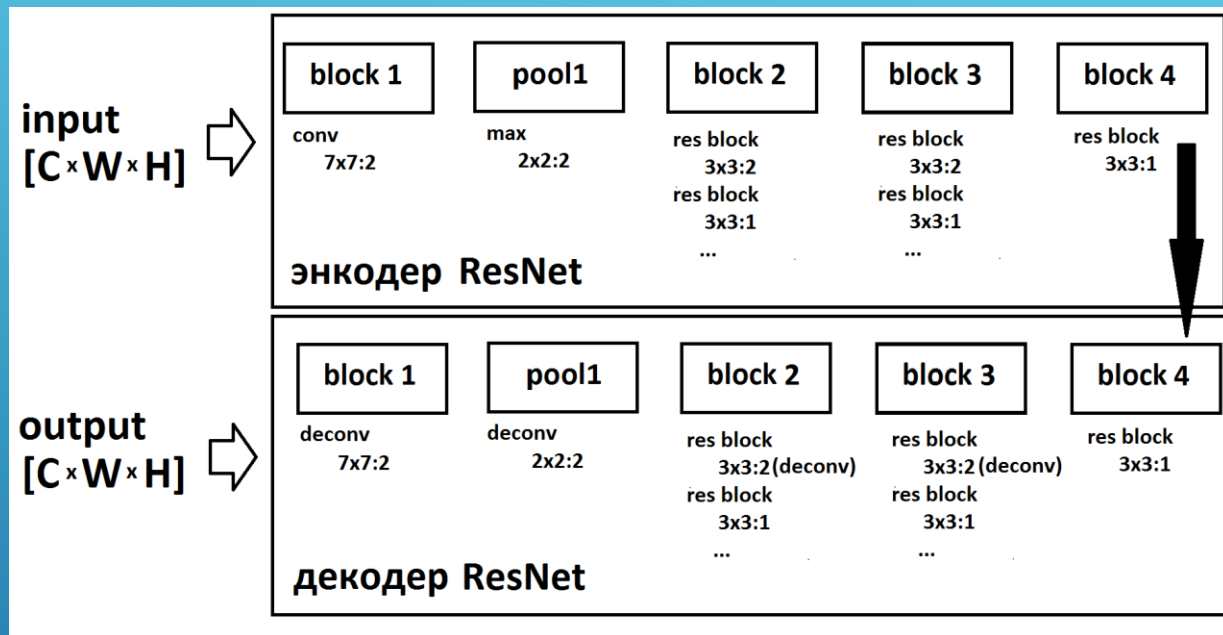 input
[C x W x H]
block 1
conv
7x7:2
pool1
max
2x2:2
block 2
res block
3x3:2
res block
3x3:1
...
block 3
res block
3x3:2
res block
3x3:1
...
block 4
res block
3x3:1
энкодер ResNet
output
[C x W x H]
block 1
deconv
7x7:2
pool1
deconv
2x2:2
block 2
res block
3x3:2(deconv)
res block
3x3:1
...
block 3
res block
3x3:2(deconv)
res block
3x3:1
...
block 4
res block
3x3:1
декодер ResNet